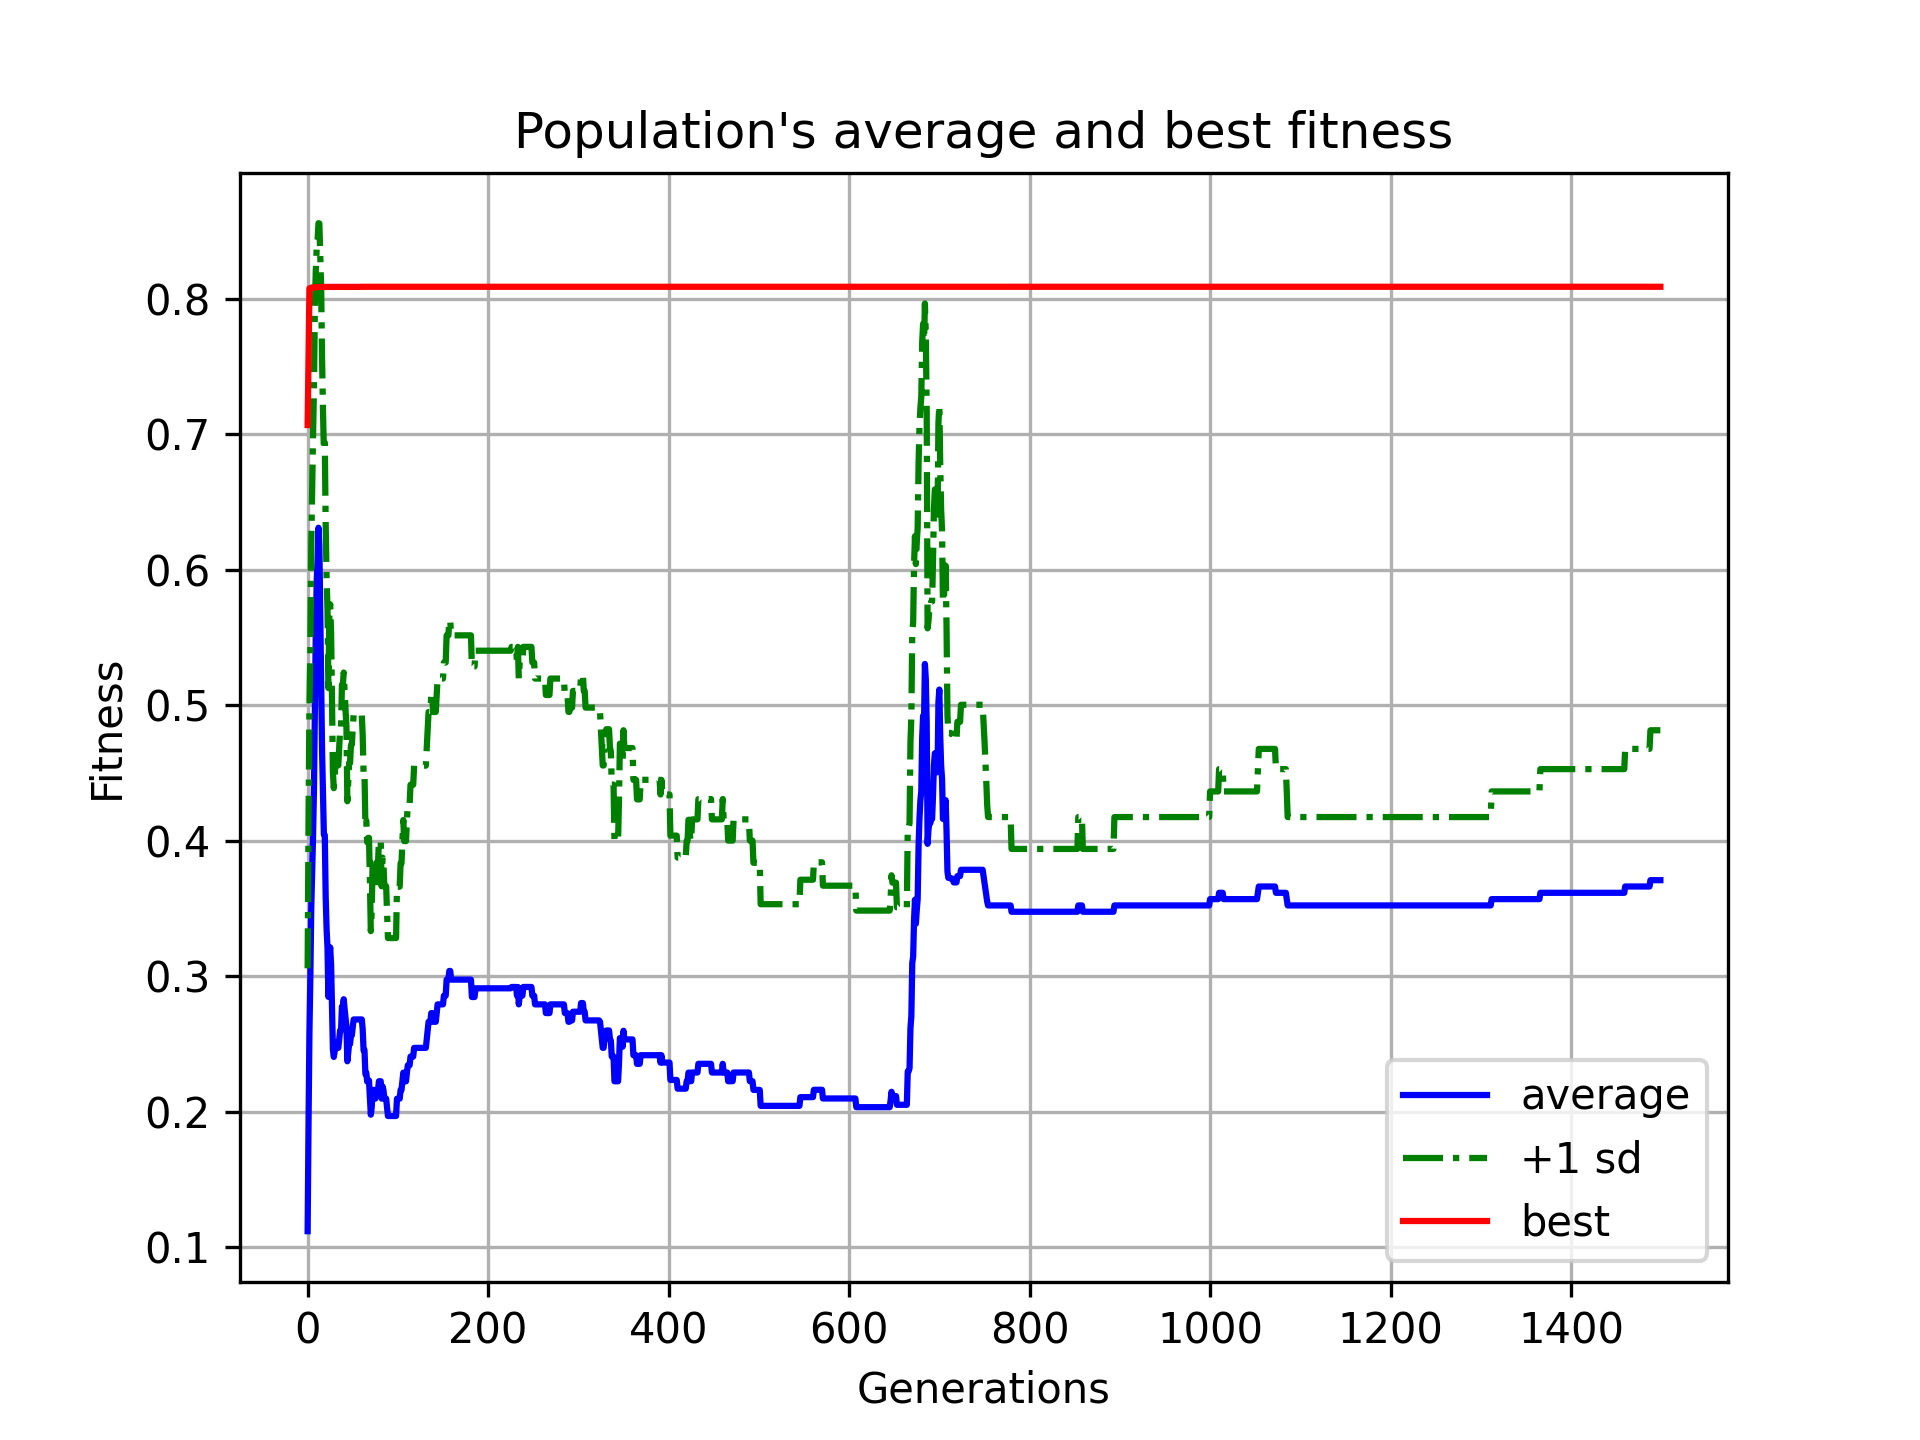 Population's average and best fitness
Fitness
0.8
0.7
0.6
0.5
0.4
0.3
0.2
0.1
0 200 400 600 800 1000 1200 1400
Generations
average
+1 sd
best